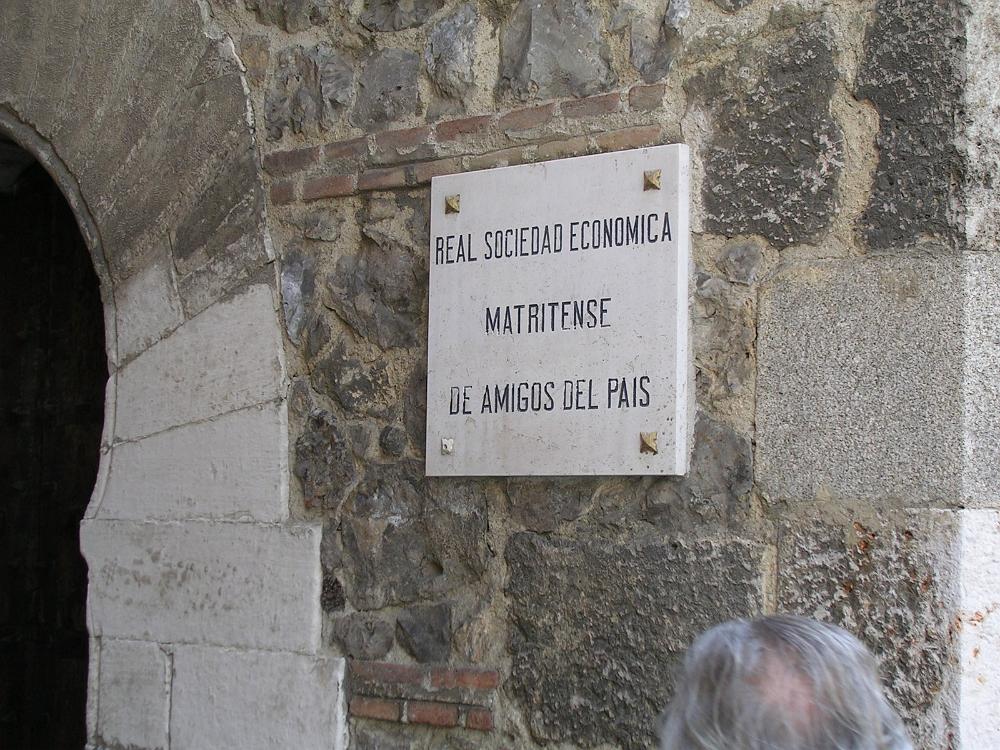 REAL SOCIEDAD ECONOMICA
MATRITENSE
DE AMIGOS DEL PAIS